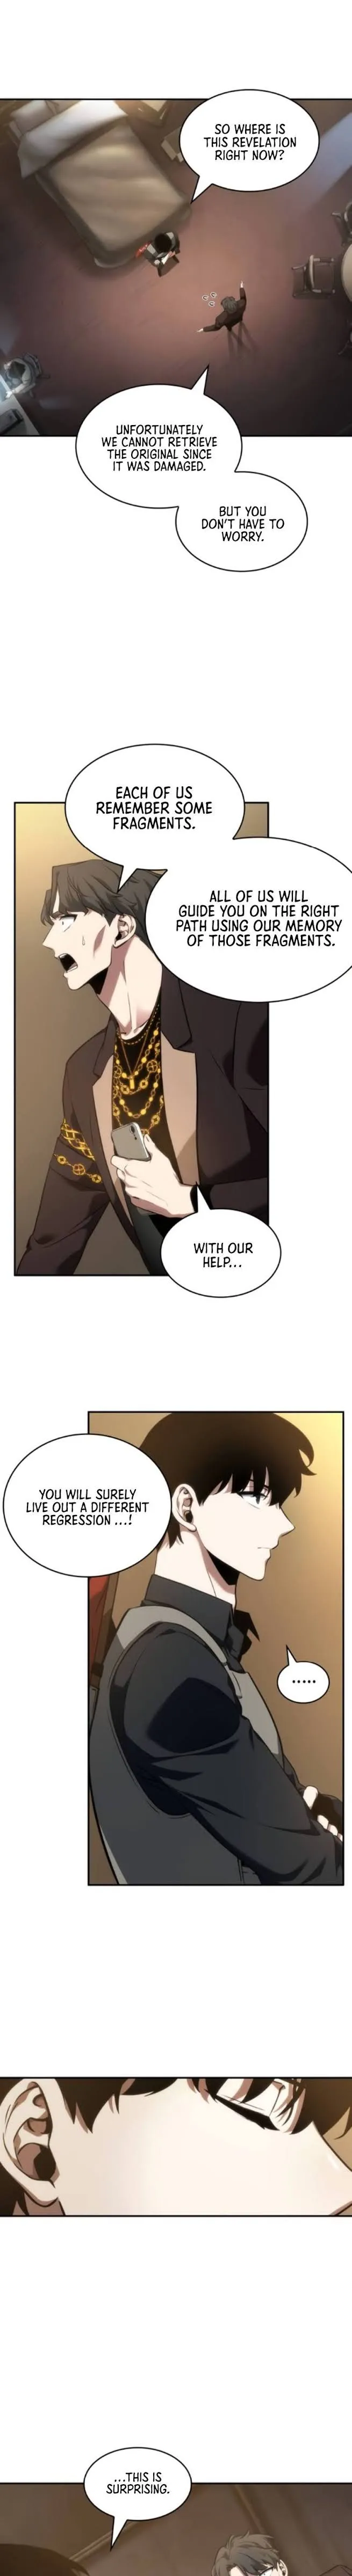 SO WHERE IS
THIS REVELATION
RIGHT NOW?
UNFORTUNATELY
WE CANNOT RETRIEVE
THE ORIGINAL SINCE
IT WAS DAMAGED.
BUT YOU
DON'T HAVE TO
WORRY.
EACH OF US
REMEMBER SOME
FRAGMENTS.
ALL OF US WILL
GUIDE YOU ON THE RIGHT
PATH USING OUR MEMORY
OF THOSE FRAGMENTS.
WITH OUR
HELP...
YOU WILL SURELY
LIVE OUT A DIFFERENT
REGRESSION ...!
.....
...THIS IS
SURPRISING.